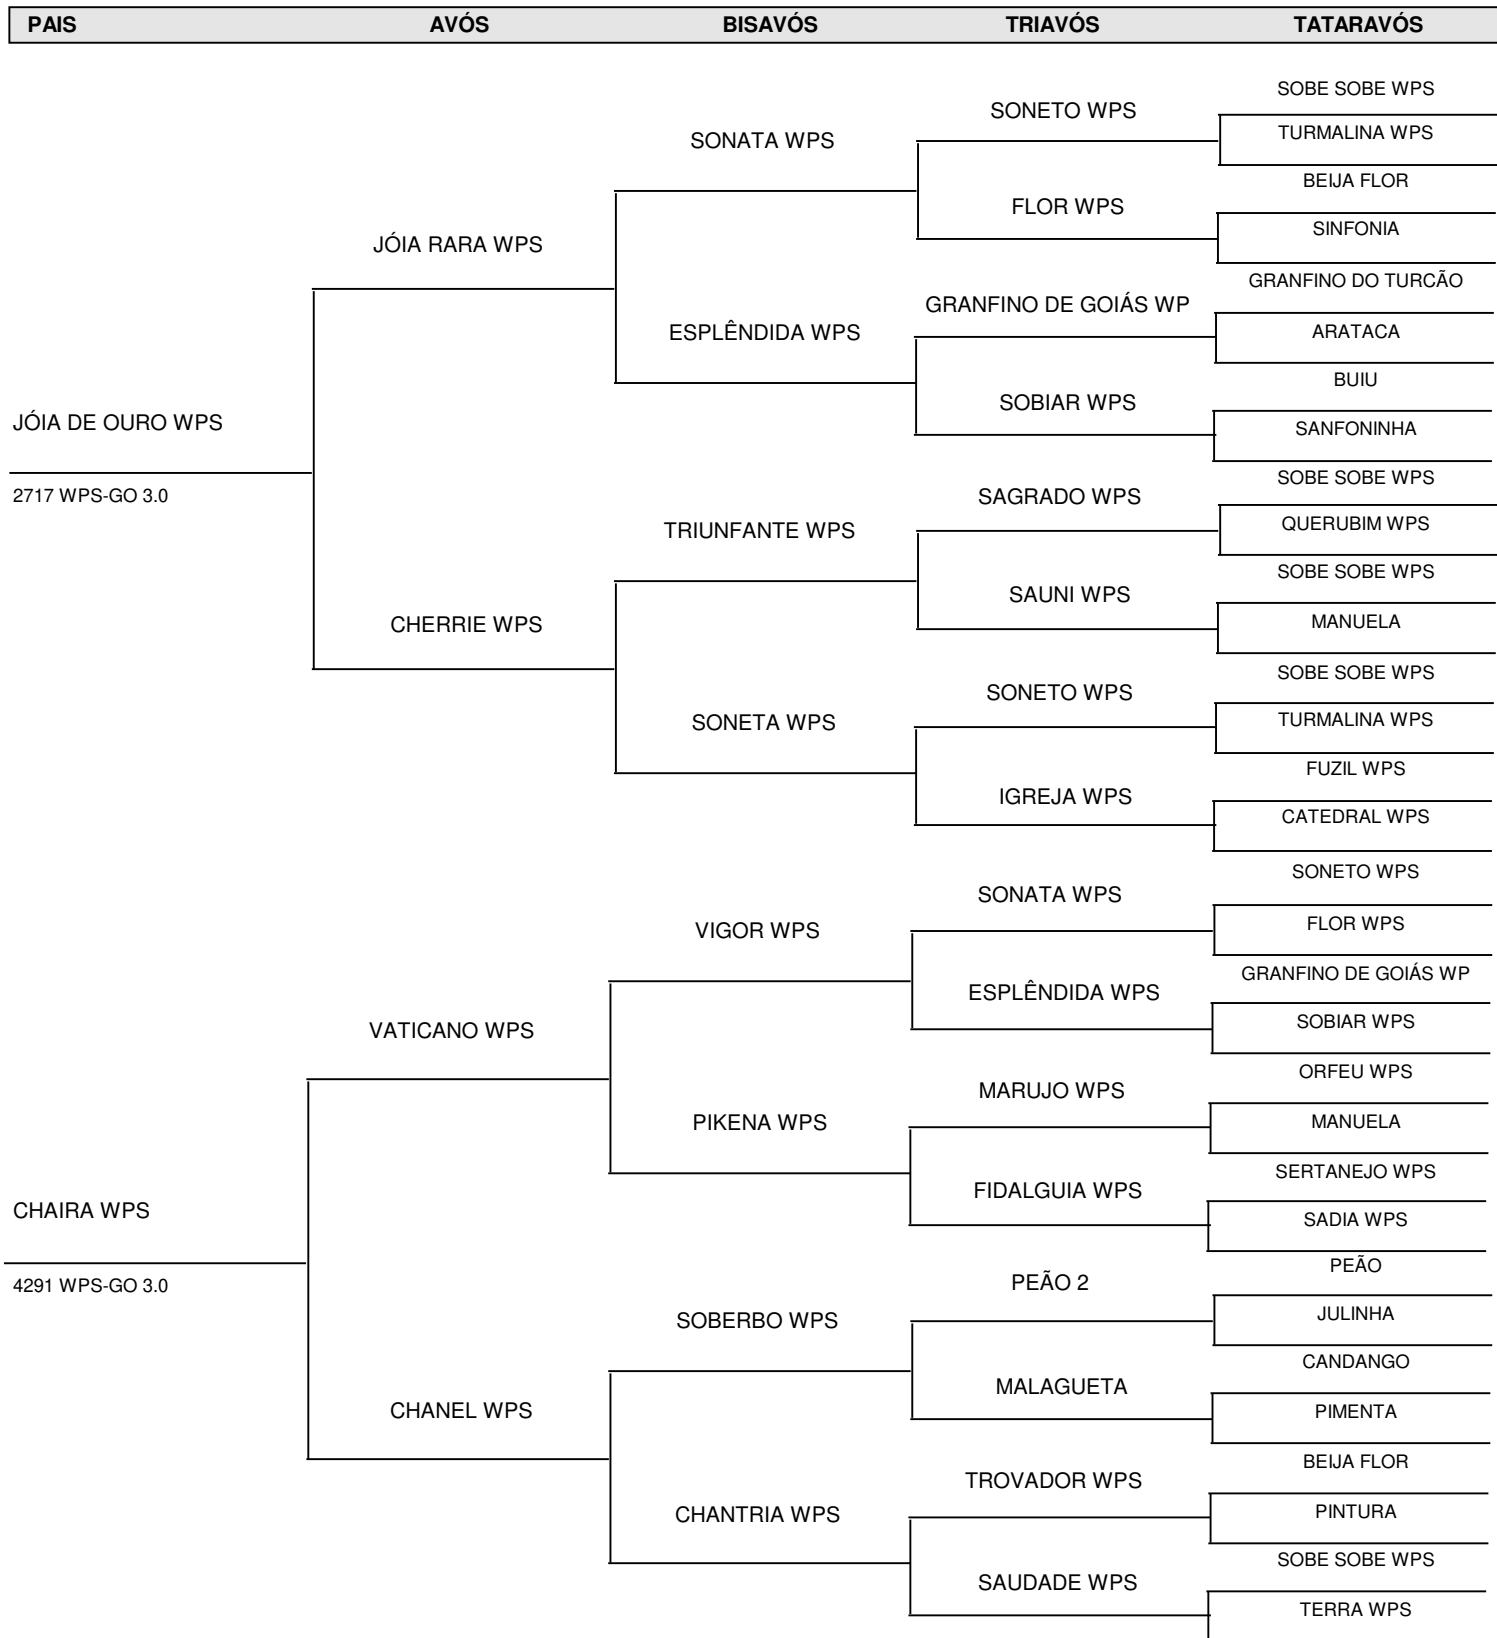 PAIS AVÓS BISAVÓS TRIAVÓS TATARAVÓS
SOBE SOBE WPS
SONETO WPS
TURMALINA WPS
SONATA WPS
BEIJA FLOR
FLOR WPS
SINFONIA
JÓIA RARA WPS
GRANFINO DO TURCÃO
GRANFINO DE GOIÁS WP
ARATACA
ESPLÊNDIDA WPS
BUIU
SOBIAR WPS
SANFONINHA
JÓIA DE OURO WPS
2717 WPS-GO 3.0
SOBE SOBE WPS
SAGRADO WPS
QUERUBIM WPS
TRIUNFANTE WPS
SOBE SOBE WPS
SAUNI WPS
MANUELA
CHERRIE WPS
SOBE SOBE WPS
SONETO WPS
TURMALINA WPS
SONETA WPS
FUZIL WPS
IGREJA WPS
CATEDRAL WPS
SONETO WPS
SONATA WPS
FLOR WPS
VIGOR WPS
GRANFINO DE GOIÁS WP
ESPLÊNDIDA WPS
SOBIAR WPS
VATICANO WPS
ORFEU WPS
MARUJO WPS
MANUELA
PIKENA WPS
SERTANEJO WPS
FIDALGUIA WPS
SADIA WPS
CHAIRA WPS
4291 WPS-GO 3.0
PEÃO
PEÃO 2
JULINHA
SOBERBO WPS
CANDANGO
MALAGUETA
PIMENTA
CHANEL WPS
BEIJA FLOR
TROVADOR WPS
PINTURA
CHANTRIA WPS
SOBE SOBE WPS
SAUDADE WPS
TERRA WPS